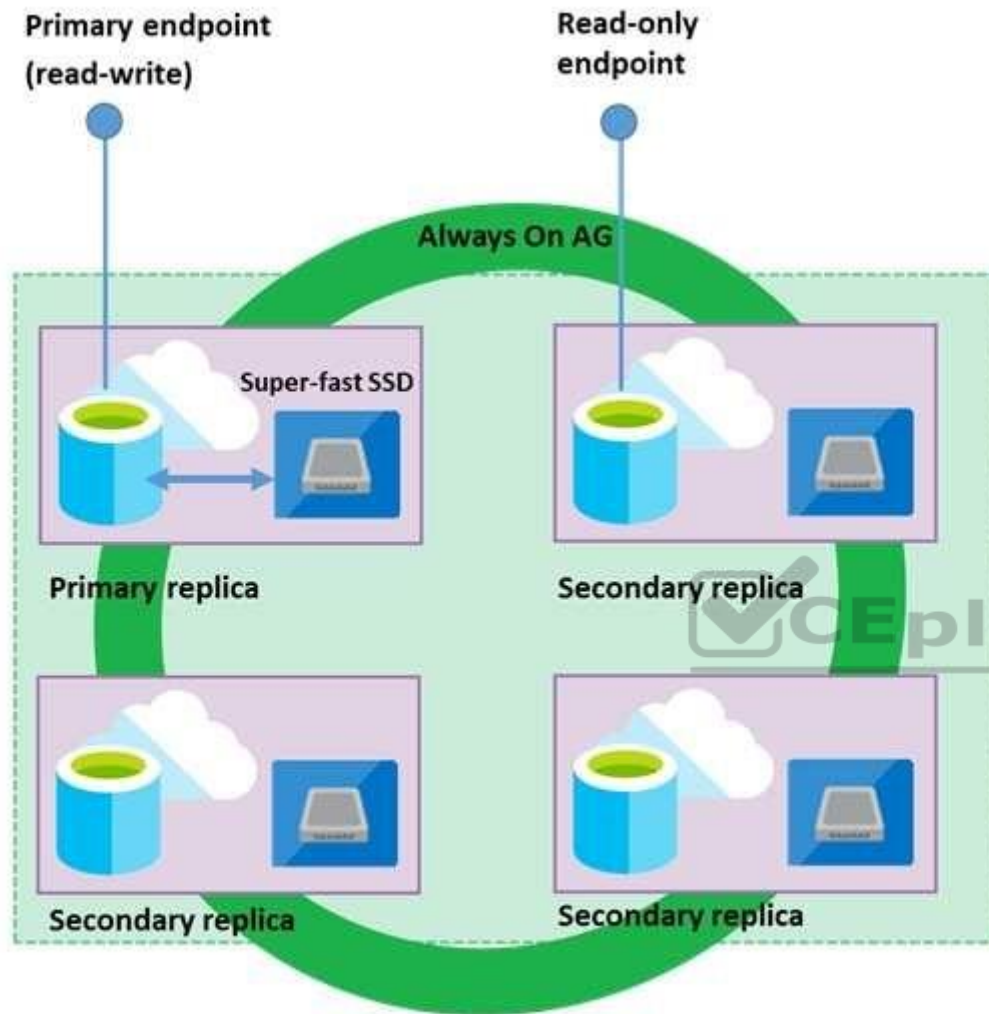 Primary endpoint
(read-write)
Read-only
endpoint
Always On AG
Super-fast SSD
Primary replica
Secondary replica
CEpl
Secondary replica
Secondary replica